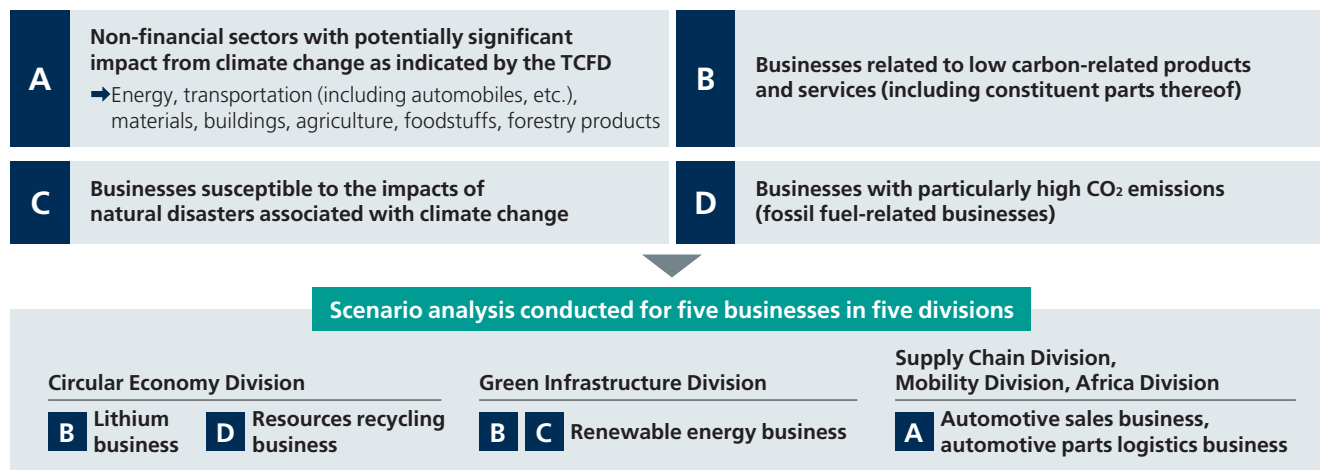 A
Non-financial sectors with potentially significant
impact from climate change as indicated by the TCFD
➡Energy, transportation (including automobiles, etc.),
materials, buildings, agriculture, foodstuffs, forestry products
B
Businesses related to low carbon-related products
and services (including constituent parts thereof)
C
Businesses susceptible to the impacts of
natural disasters associated with climate change
D
Businesses with particularly high CO₂ emissions
(fossil fuel-related businesses)
Scenario analysis conducted for five businesses in five divisions
Circular Economy Division
B
Lithium
business
D
Resources recycling
business
Green Infrastructure Division
B C Renewable energy business
Supply Chain Division,
Mobility Division, Africa Division
A
Automotive sales business,
automotive parts logistics business